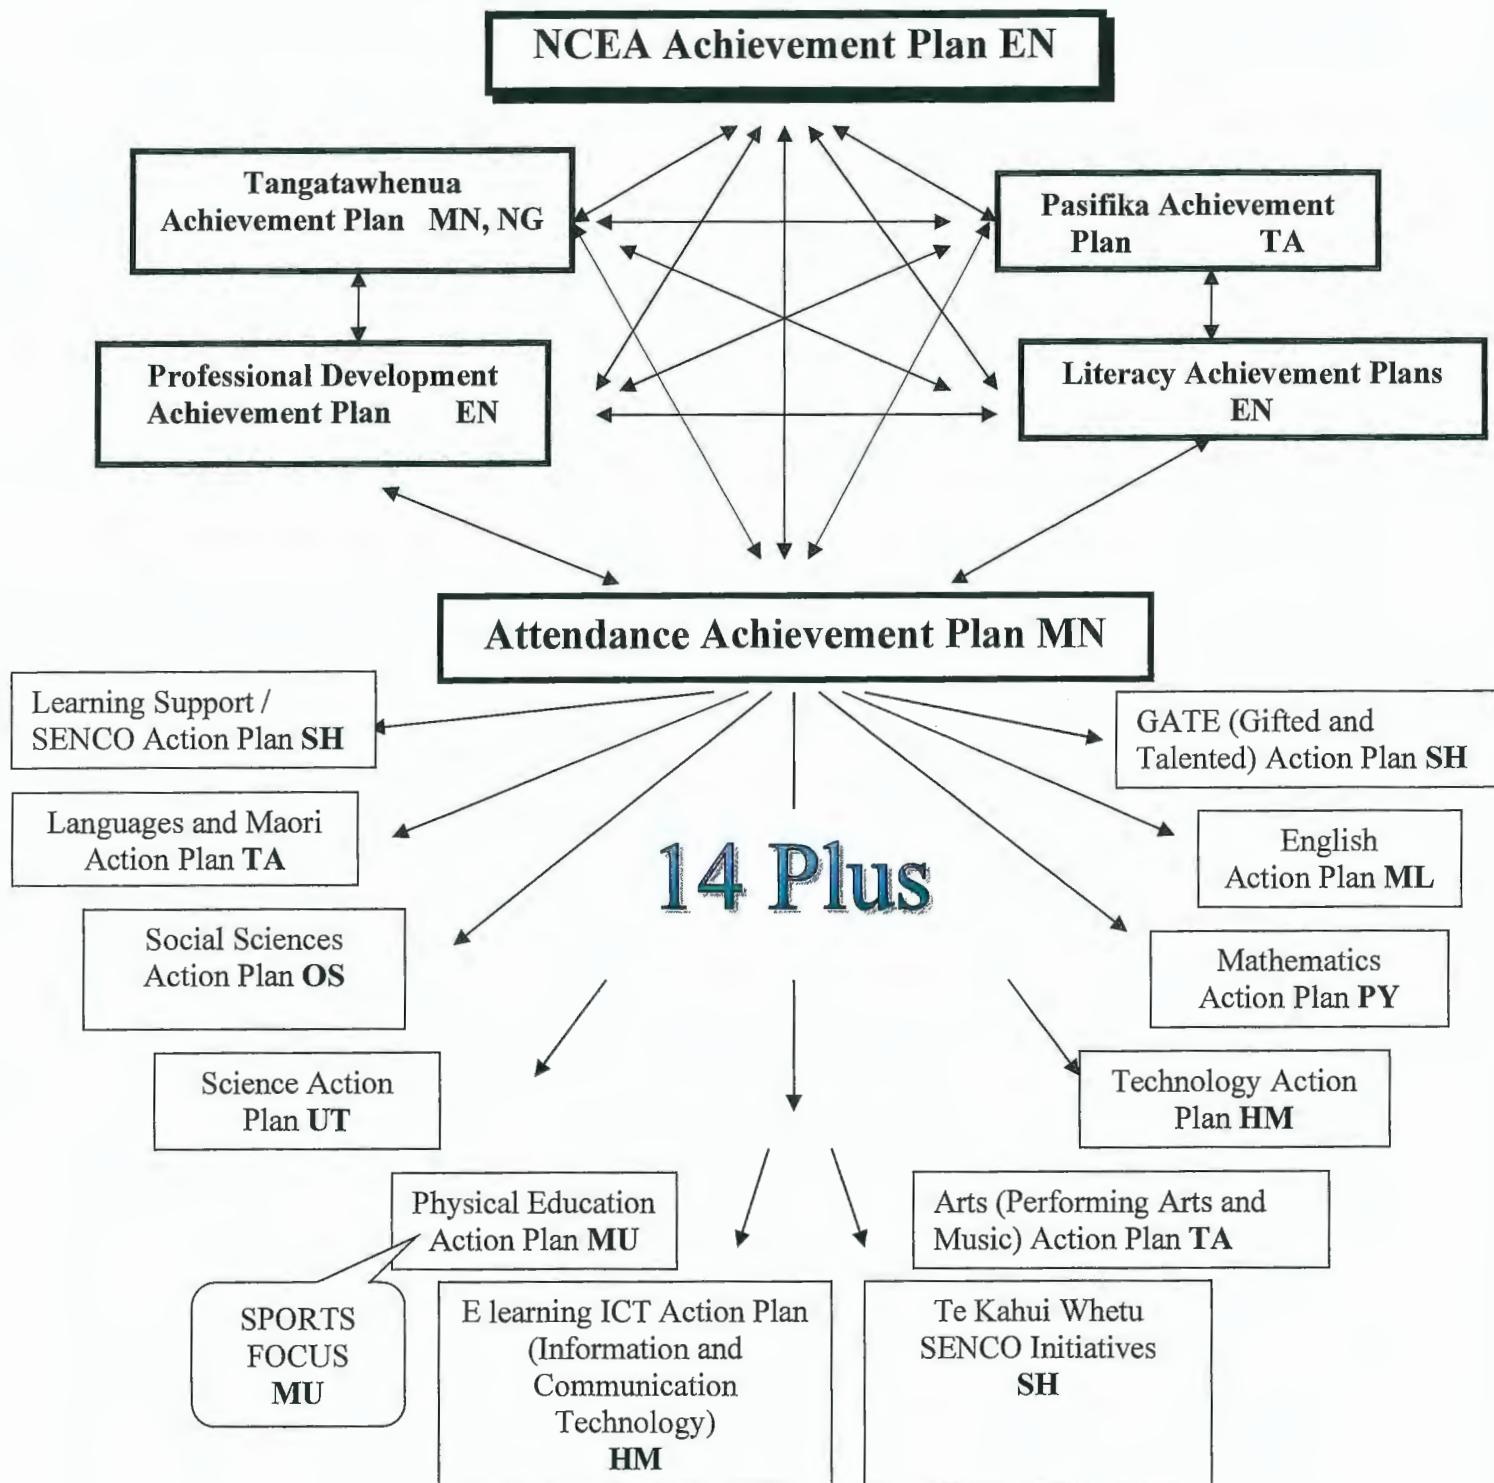 NCEA Achievement Plan EN
Tangatawhenua
Achievement Plan MN, NG
Pasifika Achievement
Plan TA
Professional Development
Achievement Plan EN
Literacy Achievement Plans
EN
Attendance Achievement Plan MN
Learning Support /
SENCO Action Plan SH
GATE (Gifted and
Talented) Action Plan SH
Languages and Maori
Action Plan TA
English
Action Plan ML
14 Plus
Social Sciences
Action Plan OS
Mathematics
Action Plan PY
Science Action
Plan UT
Technology Action
Plan HM
Physical Education
Action Plan MU
Arts (Performing Arts and
Music) Action Plan TA
SPORTS
FOCUS
MU
E learning ICT Action Plan
(Information and
Communication
Technology)
HM
Te Kahui Whetu
SENCO Initiatives
SH